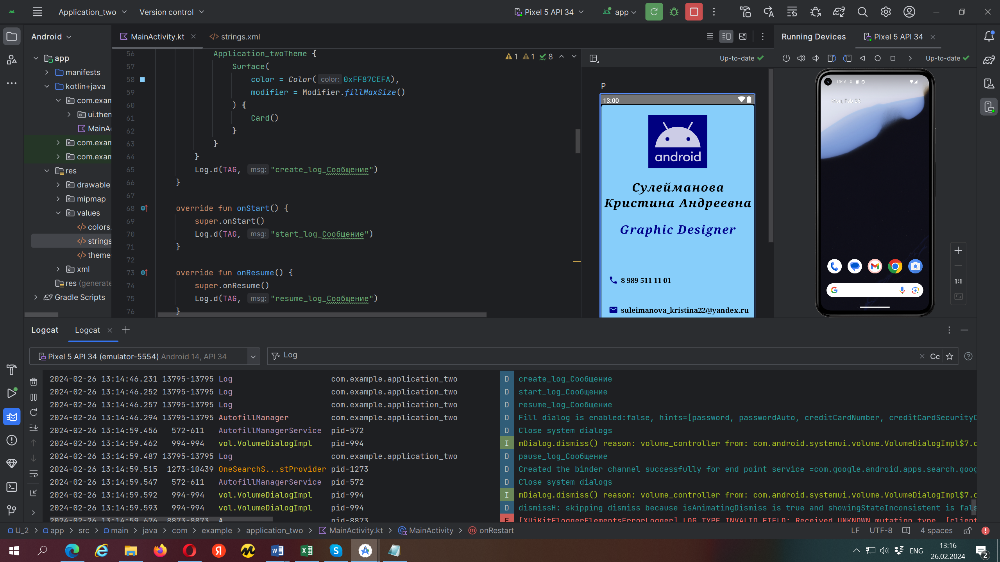 Application_two
Version control
Pixel 5 API 34
app
Android
MainActivity.kt
strings.xml
Running Devices
Pixel 5 API 34
app
manifests
kotlin+java
com.exam
ui.then
MainAc
com.exam
com.exam
res
drawable
mipmap
values
colors.
strings
themes
xml
res (generate
Gradle Scripts
1 1 8
56 Application_twoTheme {
57 Surface(
58 color = Color( color: 0xFF87CEFA),
59 modifier = Modifier.fillMaxSize()
60 ) {
61 Card()
62 }
63 }
64 }
65 Log.d(TAG, msg: "create_log_Сообщение")
66 }
67
68 override fun onStart() {
69 super.onStart()
70 Log.d(TAG, msg: "start_log_Сообщение")
71 }
72
73 override fun onResume() {
74 super.onResume()
75 Log.d(TAG, msg: "resume_log_Сообщение")
76 }
Up-to-date
P
13:00
android
Сулейманова
Кристина Андреевна
Graphic Designer
8 989 511 11 01
suleimanova_kristina22@yandex.ru
Up-to-date
10:16
Mon, Feb 26
1:1
Logcat
Logcat
Pixel 5 API 34 (emulator-5554) Android 14, API 34
Log
Cc
2024-02-26 13:14:46.231 13795-13795 Log com.example.application_two D create_log_Сообщение
2024-02-26 13:14:46.252 13795-13795 Log com.example.application_two D start_log_Сообщение
2024-02-26 13:14:46.257 13795-13795 Log com.example.application_two D resume_log_Сообщение
2024-02-26 13:14:46.294 13795-13795 AutofillManager com.example.application_two D Fill dialog is enabled:false, hints=[password, passwordAuto, creditCardNumber, creditCardSecurityC
2024-02-26 13:14:59.456 572-611 AutofillManagerService pid-572 D Close system dialogs
2024-02-26 13:14:59.462 994-994 vol.VolumeDialogImpl pid-994 I mDialog.dismiss() reason: volume_controller from: com.android.systemui.volume.VolumeDialogImpl$7.o
2024-02-26 13:14:59.487 13795-13795 Log com.example.application_two D pause_log_Сообщение
2024-02-26 13:14:59.515 1273-10439 OneSearchS...stProvider pid-1273 D Created the binder channel successfully for end point service =com.google.android.apps.search.goog
2024-02-26 13:14:59.547 572-611 AutofillManagerService pid-572 D Close system dialogs
2024-02-26 13:14:59.592 994-994 vol.VolumeDialogImpl pid-994 I mDialog.dismiss() reason: volume_controller from: com.android.systemui.volume.VolumeDialogImpl$7.o
2024-02-26 13:14:59.593 994-994 vol.VolumeDialogImpl pid-994 D dismissH: skipping dismiss because isAnimatingDismiss is true and showingStateInconsistent is fals
2024-02-26 13:14:59.676 8873-8873 A pid-8873 E [XUiKitFloggerElementsErrorLogger] LOG_TYPE_INVALID_FIELD: Received UNKNOWN mutation type. [client
U_2 > app > src > main > java > com > example > application_two > MainActivity.kt > MainActivity > onRestart
LF UTF-8 4 spaces
ENG
13:16
26.02.2024
2